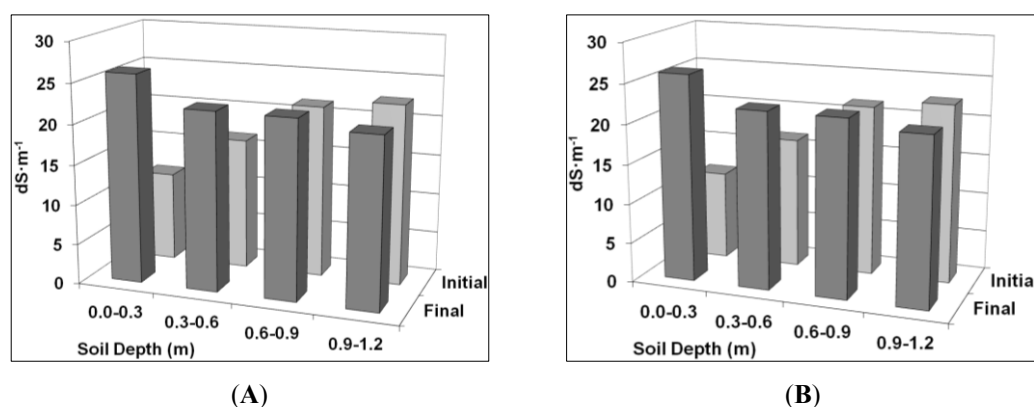 30
25
20
15
10
5
0
dS·m⁻¹
0.0-0.3
0.3-0.6
0.6-0.9
0.9-1.2
Soil Depth (m)
Initial
Final
(A)
30
25
20
15
10
5
0
dS·m⁻¹
0.0-0.3
0.3-0.6
0.6-0.9
0.9-1.2
Soil Depth (m)
Initia
Final
(B)